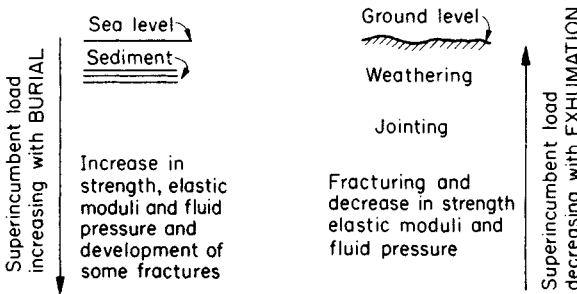 Superincumbent load
increasing with BURIAL
Sea level
Sediment
Increase in
strength, elastic
moduli and fluid
pressure and
development of
some fractures
Ground level
Weathering
Jointing
Fracturing and
decrease in strength
elastic moduli and
fluid pressure
Superincumbent load
decreasing with EXHUMATION